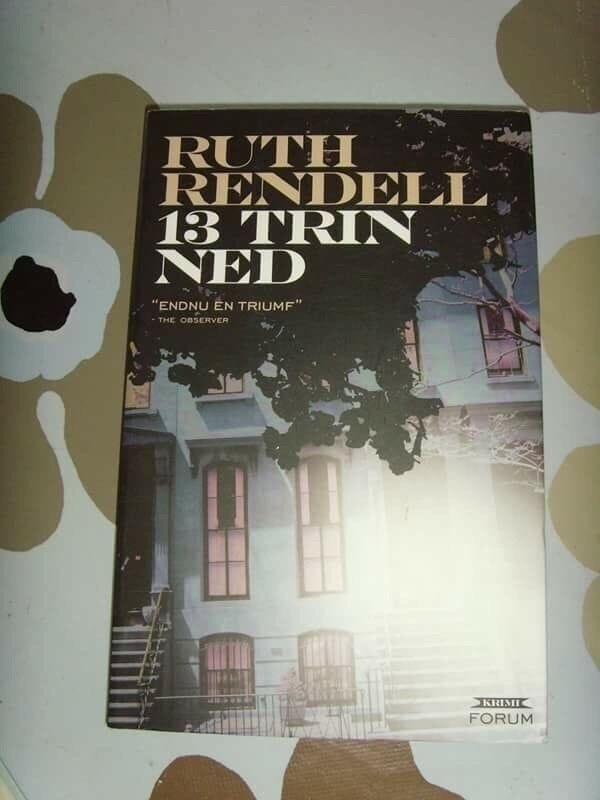 RUTH
RENDELL
13 TRIN
NED
"ENDNU EN TRIUMF"
- THE OBSERVER
KRIMI
FORUM